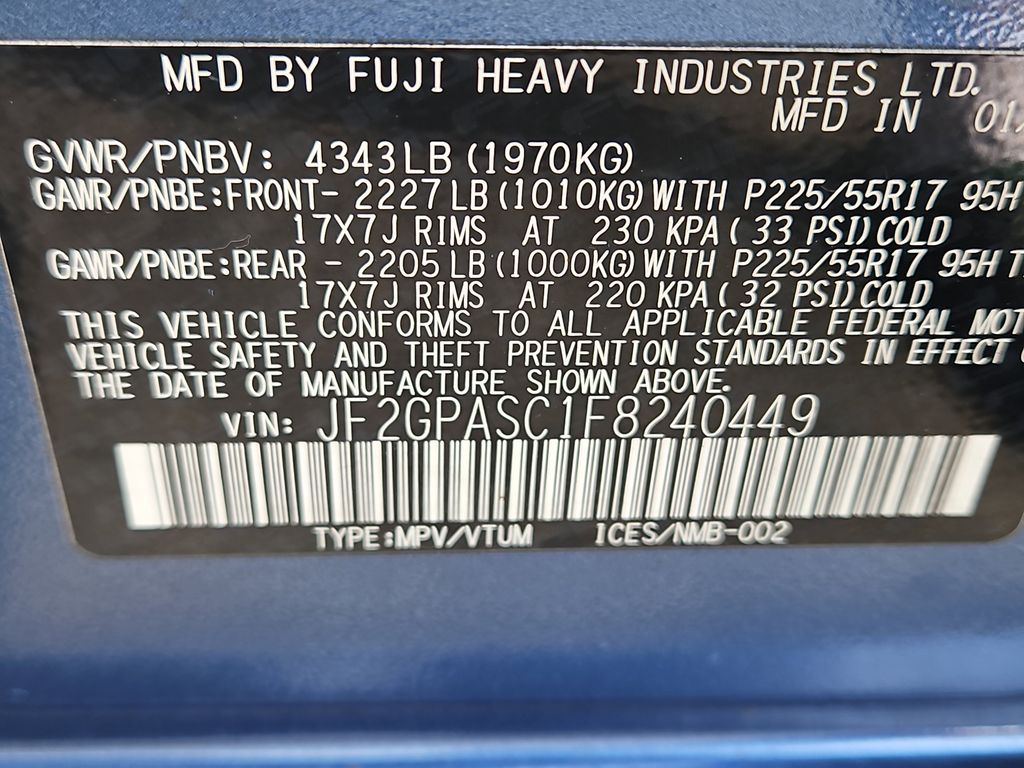 MFD BY FUJI HEAVY INDUSTRIES LTD.
MFD IN 01
GVWR/PNBV: 4343LB (1970KG)
GAWR/PNBE:FRONT- 2227LB (1010KG) WITH P225/55R17 95H
17X7J RIMS AT 230 KPA ( 33 PSI) COLD
GAWR/PNBE:REAR - 2205LB (1000KG) WITH P225/55R17 95H
17X7J RIMS AT 220 KPA ( 32 PSI) COLD
THIS VEHICLE CONFORMS TO ALL APPLICABLE FEDERAL MOT
VEHICLE SAFETY AND THEFT PREVENTION STANDARDS IN EFFECT
THE DATE OF MANUFACTURE SHOWN ABOVE.
VIN: JF2GPASC1F8240449
TYPE:MPV/VTUM ICES/NMB-002